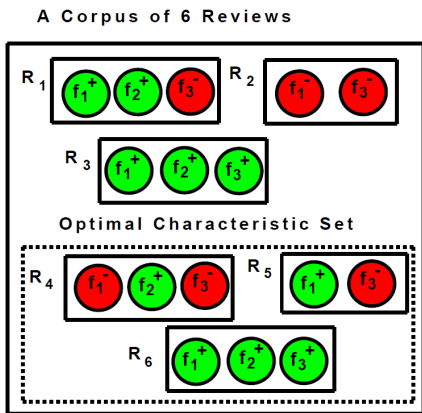 A Corpus of 6 Reviews
R1 f1+ f2+ f3- R2 f1- f3-
R3 f1+ f2+ f3+
Optimal Characteristic Set
R4 f1- f2+ f3- R5 f1+ f3-
R6 f1+ f2+ f3+